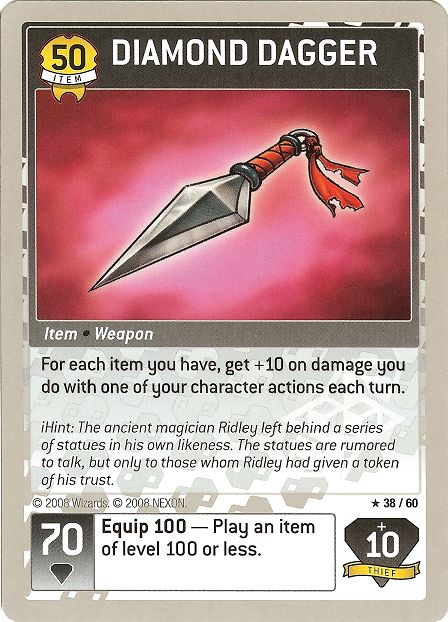 50
ITEM
DIAMOND DAGGER
Item • Weapon
For each item you have, get +10 on damage you
do with one of your character actions each turn.
iHint: The ancient magician Ridley left behind a series
of statues in his own likeness. The statues are rumored
to talk, but only to those whom Ridley had given a token
of his trust.
© 2008 Wizards. © 2008 NEXON.
★ 38 / 60
70
Equip 100 — Play an item
of level 100 or less.
+
10
THIEF